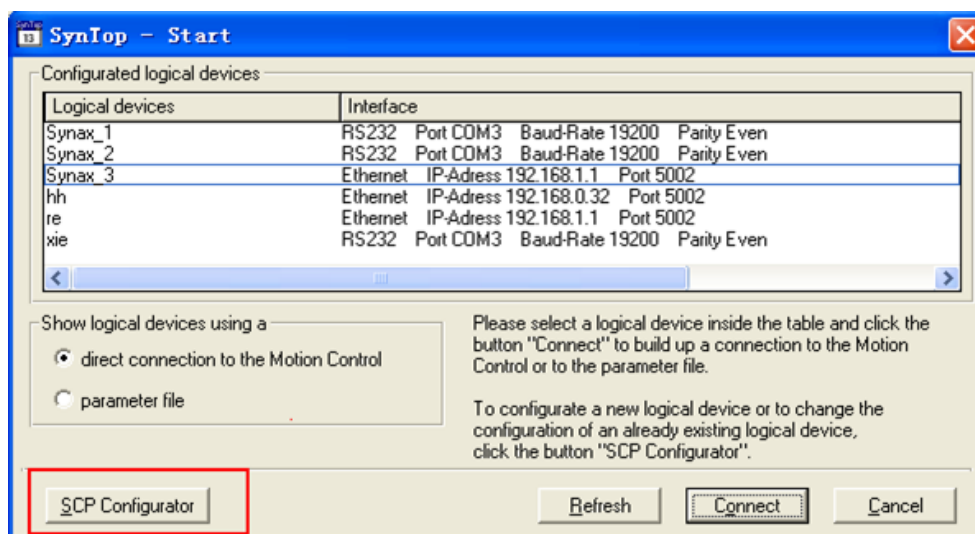 SynTop - Start
Configurated logical devices
Logical devices Interface
Synax_1 RS232 Port COM3 Baud-Rate 19200 Parity Even
Synax_2 RS232 Port COM3 Baud-Rate 19200 Parity Even
Synax_3 Ethernet IP-Adress 192.168.1.1 Port 5002
hh Ethernet IP-Adress 192.168.0.32 Port 5002
re Ethernet IP-Adress 192.168.1.1 Port 5002
xie RS232 Port COM3 Baud-Rate 19200 Parity Even
Show logical devices using a
direct connection to the Motion Control
parameter file
Please select a logical device inside the table and click the
button "Connect" to build up a connection to the Motion
Control or to the parameter file.
To configurate a new logical device or to change the
configuration of an already existing logical device,
click the button "SCP Configurator".
SCP Configurator Refresh Connect Cancel